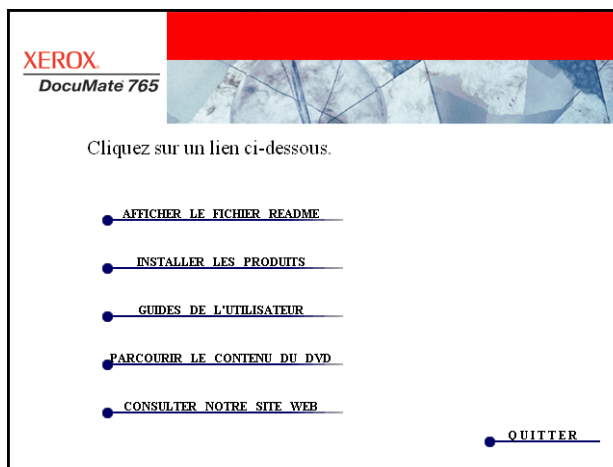 XEROX.
DocuMate 765
Cliquez sur un lien ci-dessous.
AFFICHER LE FICHIER README
INSTALLER LES PRODUITS
GUIDES DE L'UTILISATEUR
PARCOURIR LE CONTENU DU DVD
CONSULTER NOTRE SITE WEB
QUITTER